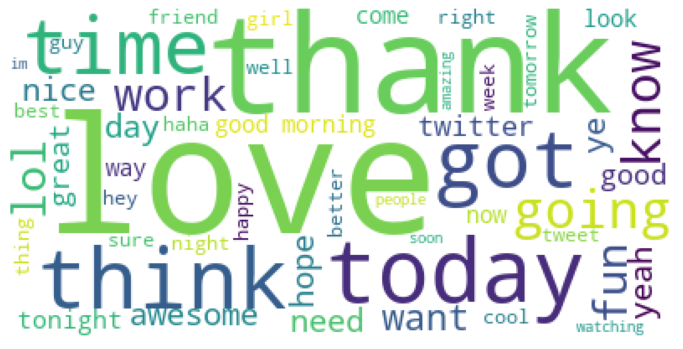 friend
girl
come
right
look
im
guy
time
thank
well
amazing
week
tomorrow
know
nice
work
best
day
haha
good morning
twitter
ye
lol
great
love
got
way
hey
happy
better
people
good
now
going
thing
sure
night
hope
soon
tweet
think
today
fun
yeah
tonight
awesome
need
want
cool
watching